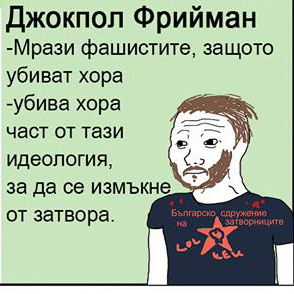 Джокпол Фрийман
-Мрази фашистите, защото
убиват хора
-убива хора
част от тази
идеология,
за да се измъкне
от затвора.
Българско сдружение
на затворниците